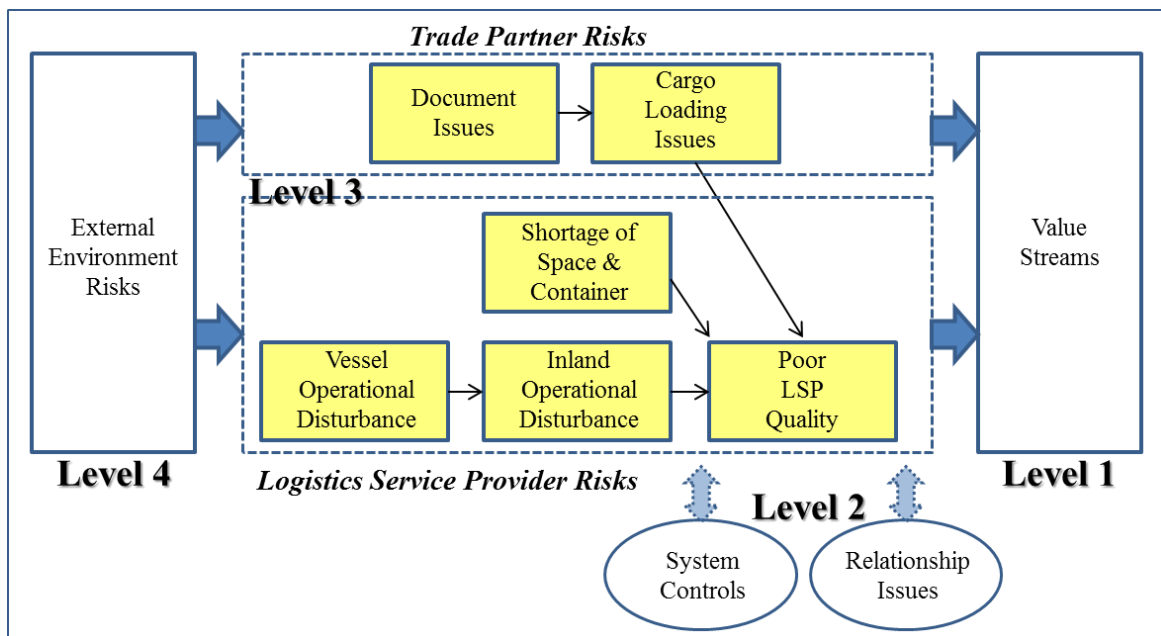 Trade Partner Risks
Document
Issues
Cargo
Loading
Issues
Level 3
External
Environment
Risks
Level 4
Shortage of
Space &
Container
Vessel
Operational
Disturbance
Inland
Operational
Disturbance
Poor
LSP
Quality
Logistics Service Provider Risks
Value
Streams
Level 1
Level 2
System
Controls
Relationship
Issues